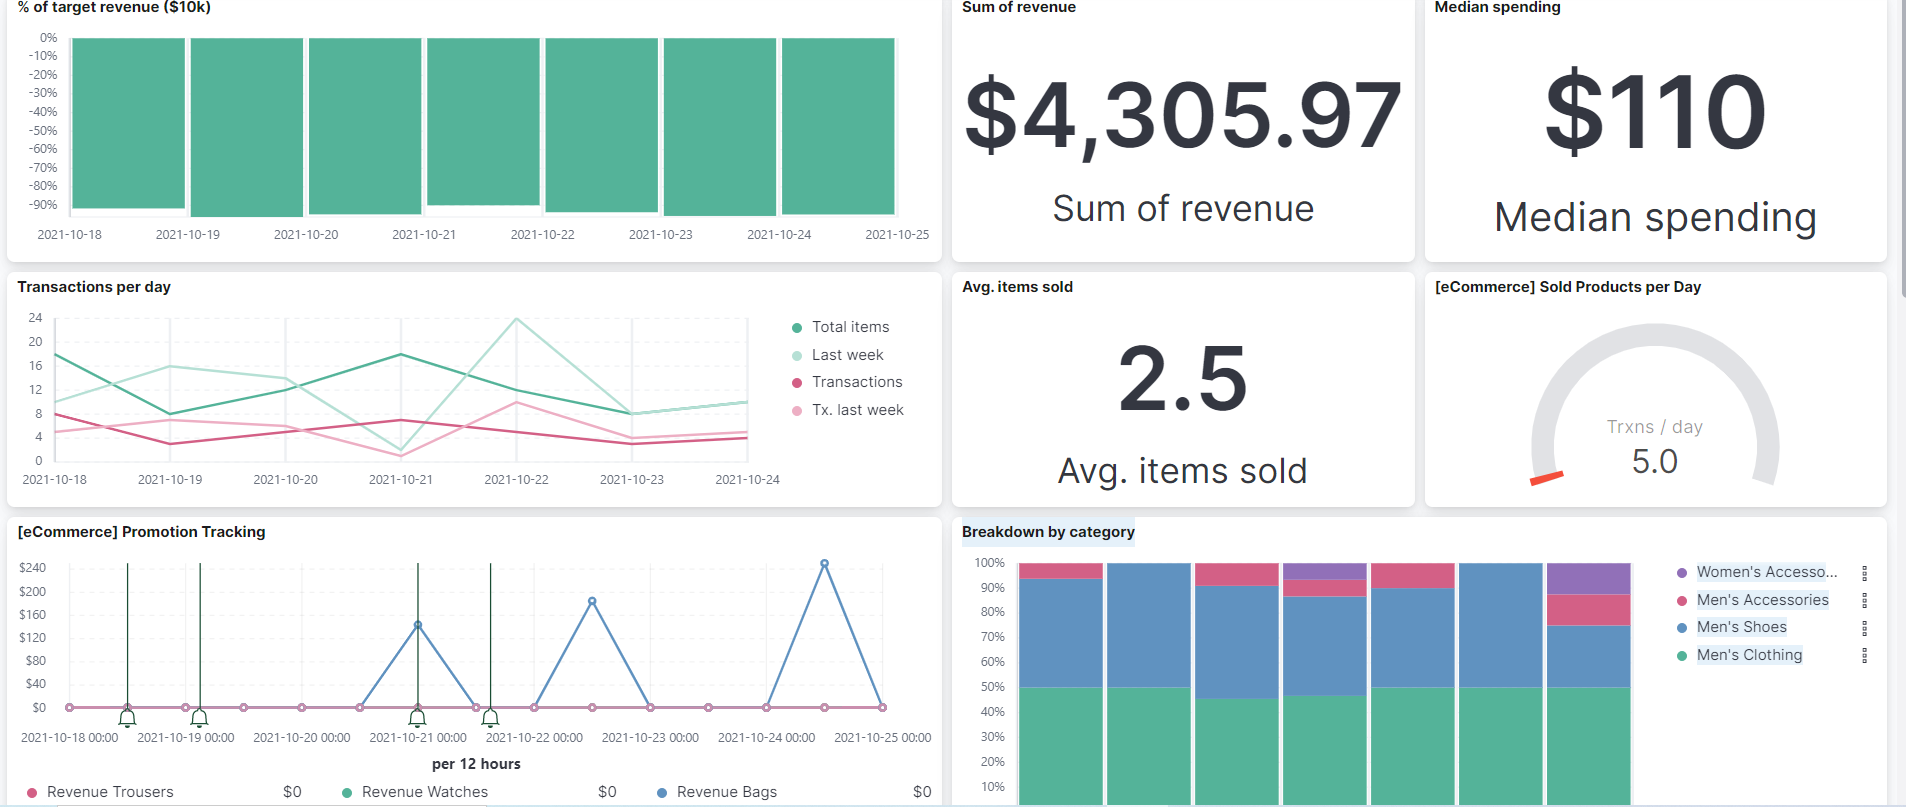 % of target revenue ($10k)
0%
-10%
-20%
-30%
-40%
-50%
-60%
-70%
-80%
-90%
2021-10-18 2021-10-19 2021-10-20 2021-10-21 2021-10-22 2021-10-23 2021-10-24 2021-10-25
Sum of revenue
$4,305.97
Sum of revenue
Median spending
$110
Median spending
Transactions per day
24
20
16
12
8
4
0
2021-10-18 2021-10-19 2021-10-20 2021-10-21 2021-10-22 2021-10-23 2021-10-24
Total items
Last week
Transactions
Tx. last week
Avg. items sold
2.5
Avg. items sold
[eCommerce] Sold Products per Day
Trxns / day
5.0
[eCommerce] Promotion Tracking
$240
$200
$160
$120
$80
$40
$0
2021-10-18 00:00 2021-10-19 00:00 2021-10-20 00:00 2021-10-21 00:00 2021-10-22 00:00 2021-10-23 00:00 2021-10-24 00:00 2021-10-25 00:00
per 12 hours
Revenue Trousers $0 Revenue Watches $0 Revenue Bags $0
Breakdown by category
100%
90%
80%
70%
60%
50%
40%
30%
20%
10%
Women's Accesso...
Men's Accessories
Men's Shoes
Men's Clothing